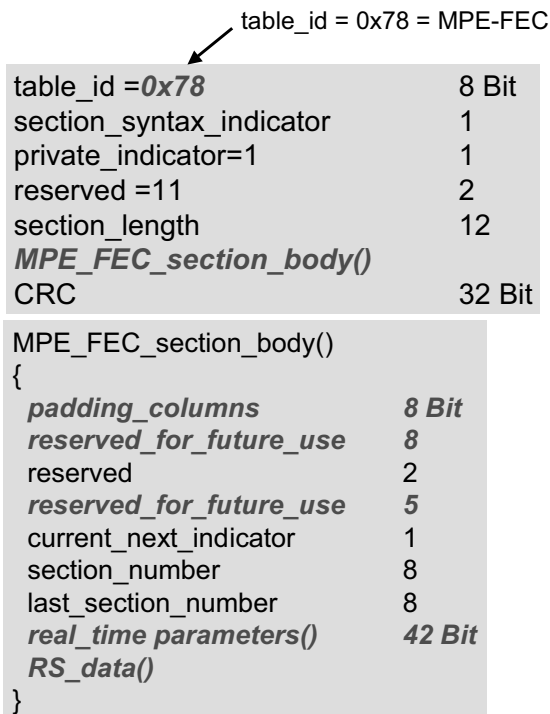 table_id = 0x78 = MPE-FEC
table_id =0x78 8 Bit
section_syntax_indicator 1
private_indicator=1 1
reserved =11 2
section_length 12
MPE_FEC_section_body()
CRC 32 Bit
MPE_FEC_section_body()
{
padding_columns 8 Bit
reserved_for_future_use 8
reserved 2
reserved_for_future_use 5
current_next_indicator 1
section_number 8
last_section_number 8
real_time parameters() 42 Bit
RS_data()
}